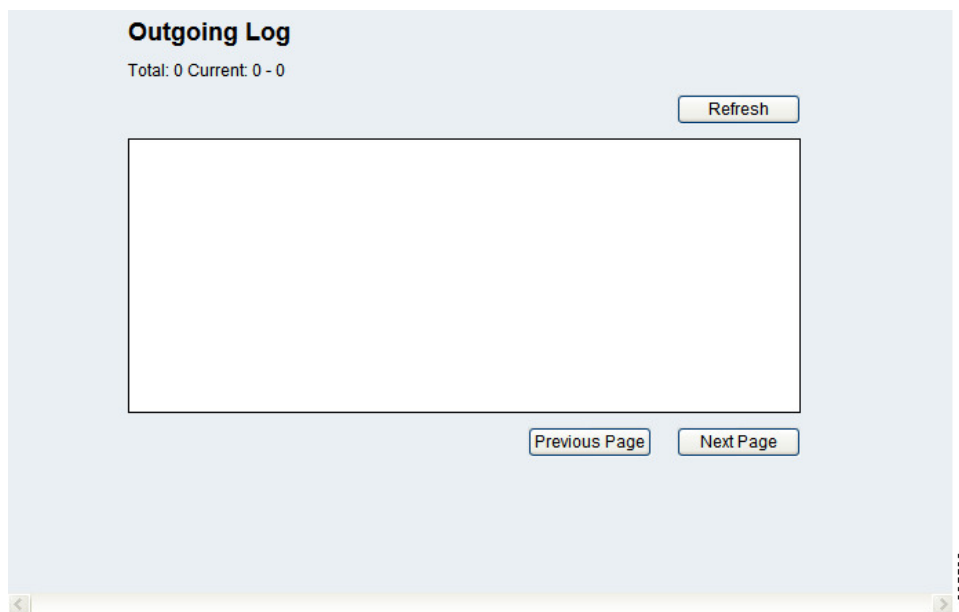 Outgoing Log
Total: 0 Current: 0 - 0
Refresh
Previous Page
Next Page